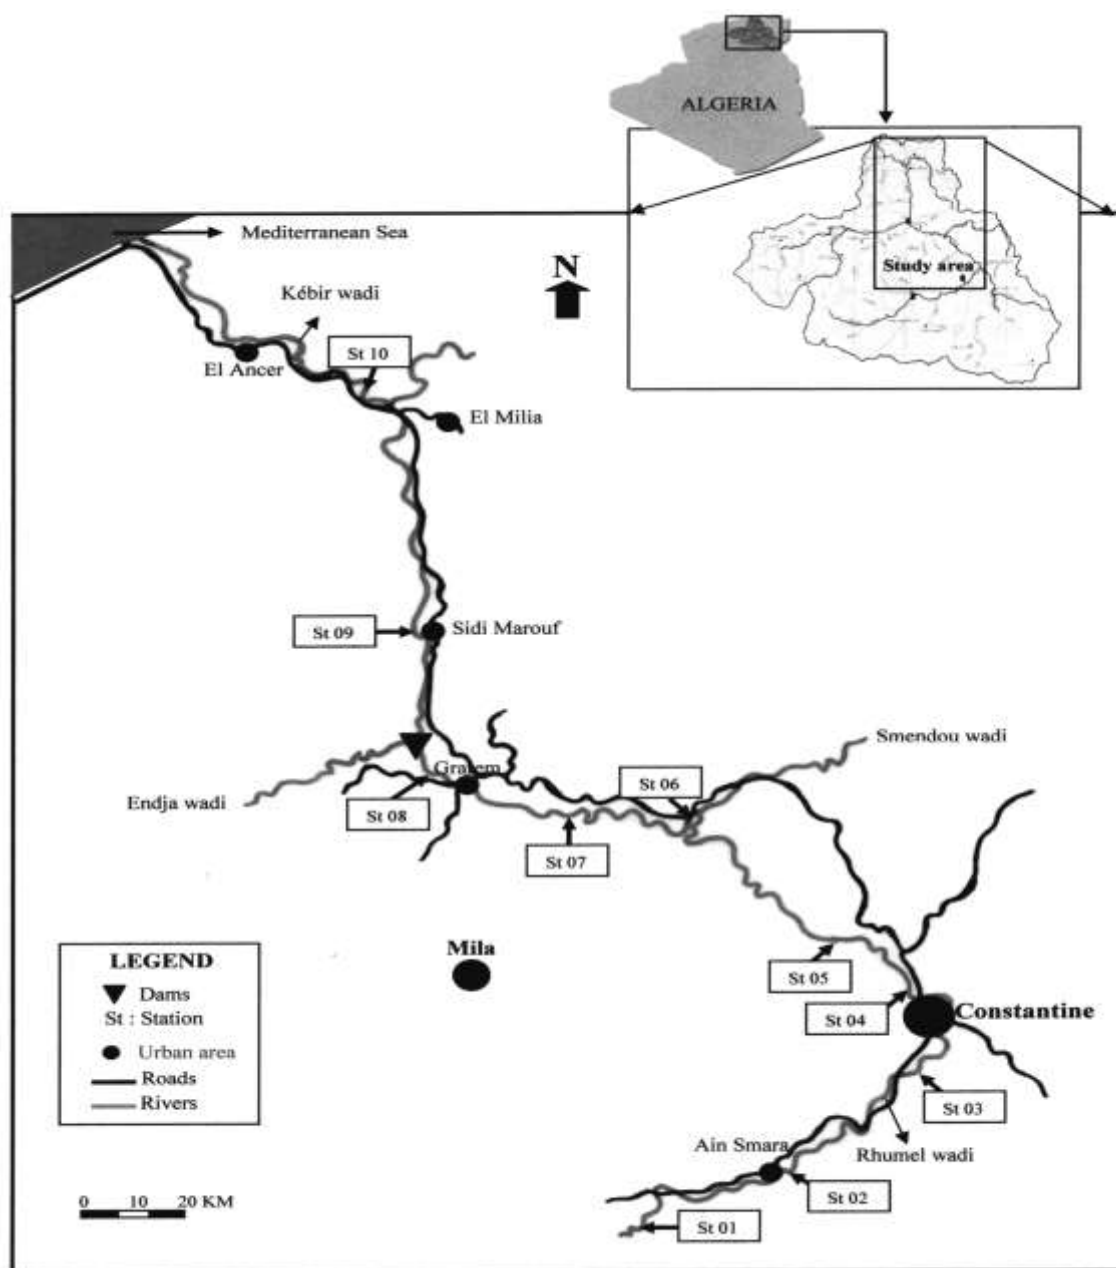 ALGERIA
Mediterranean Sea
N
Study area
Kébir wadi
St 10
El Ancer
El Milia
St 09
Sidi Marouf
Smendou wadi
Grarem
St 06
Endja wadi
St 08
St 07
Mila
St 05
St 04
Constantine
LEGEND
Dams
St : Station
Urban area
Roads
Rivers
St 03
Ain Smara
Rhumel wadi
St 02
0 10 20 KM
St 01